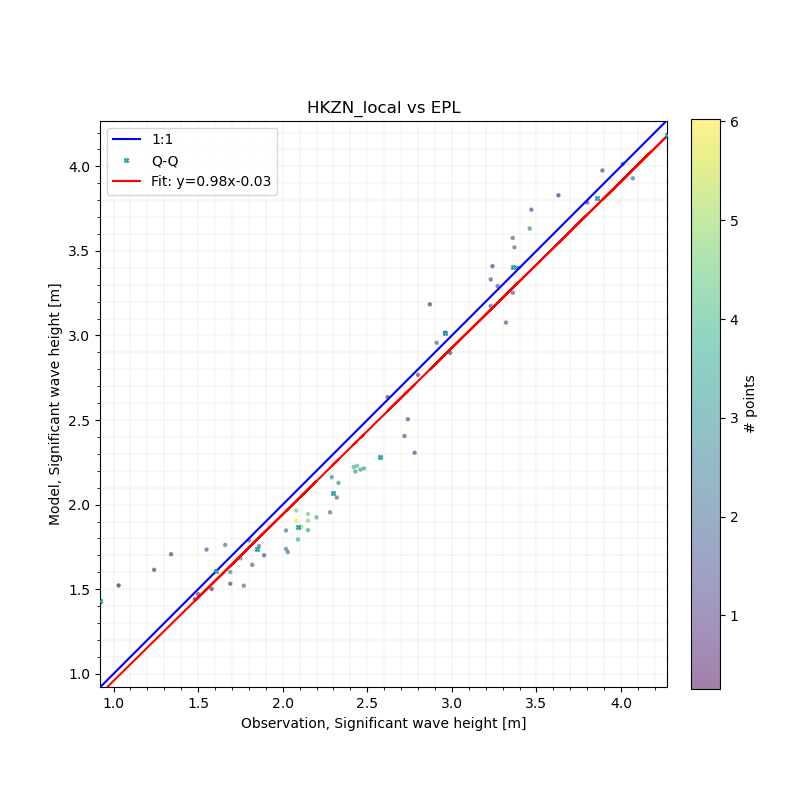 HKZN_local vs EPL
1:1
Q-Q
Fit: y=0.98x-0.03
4.0
3.5
3.0
2.5
2.0
1.5
1.0
Model, Significant wave height [m]
1.0 1.5 2.0 2.5 3.0 3.5 4.0
Observation, Significant wave height [m]
6
5
4
3
2
1
# points